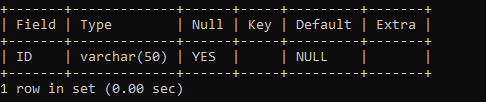 +-------+-------------+------+-----+---------+-------+
| Field | Type        | Null | Key | Default | Extra |
+-------+-------------+------+-----+---------+-------+
| ID    | varchar(50) | YES  |     | NULL    |       |
+-------+-------------+------+-----+---------+-------+
1 row in set (0.00 sec)